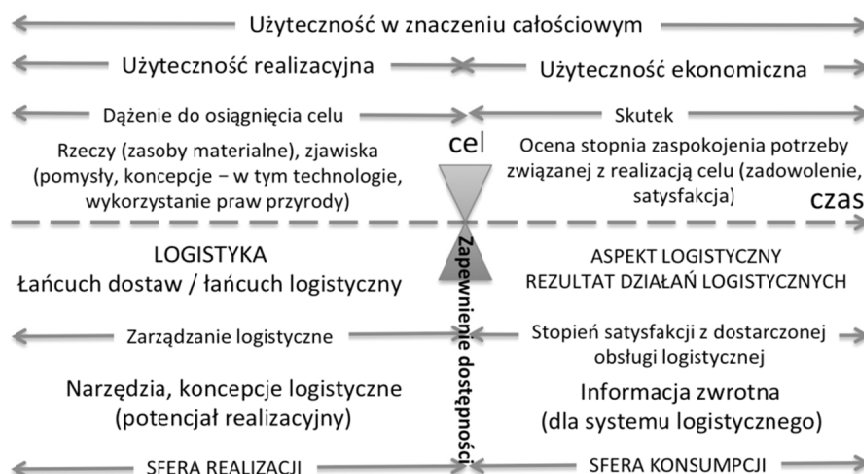 Użyteczność w znaczeniu całościowym
Użyteczność realizacyjna
Użyteczność ekonomiczna
Dążenie do osiągnięcia celu
Skutek
Rzeczy (zasoby materialne), zjawiska
(pomysły, koncepcje – w tym technologie,
wykorzystanie praw przyrody)
cel
Ocena stopnia zaspokojenia potrzeby
związanej z realizacją celu (zadowolenie,
satysfakcja)
czas
LOGISTYKA
Łańcuch dostaw / łańcuch logistyczny
Zapewnienie dostępności
ASPEKT LOGISTYCZNY
REZULTAT DZIAŁAŃ LOGISTYCZNYCH
Zarządzanie logistyczne
Stopień satysfakcji z dostarczonej
obsługi logistycznej
Narzędzia, koncepcje logistyczne
(potencjał realizacyjny)
Informacja zwrotna
(dla systemu logistycznego)
SFERA REALIZACJI
SFERA KONSUMPCJI